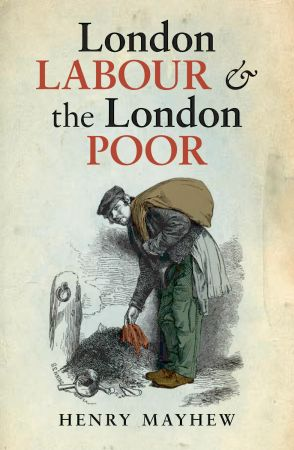 London
LABOUR &
the London
POOR
HENRY MAYHEW